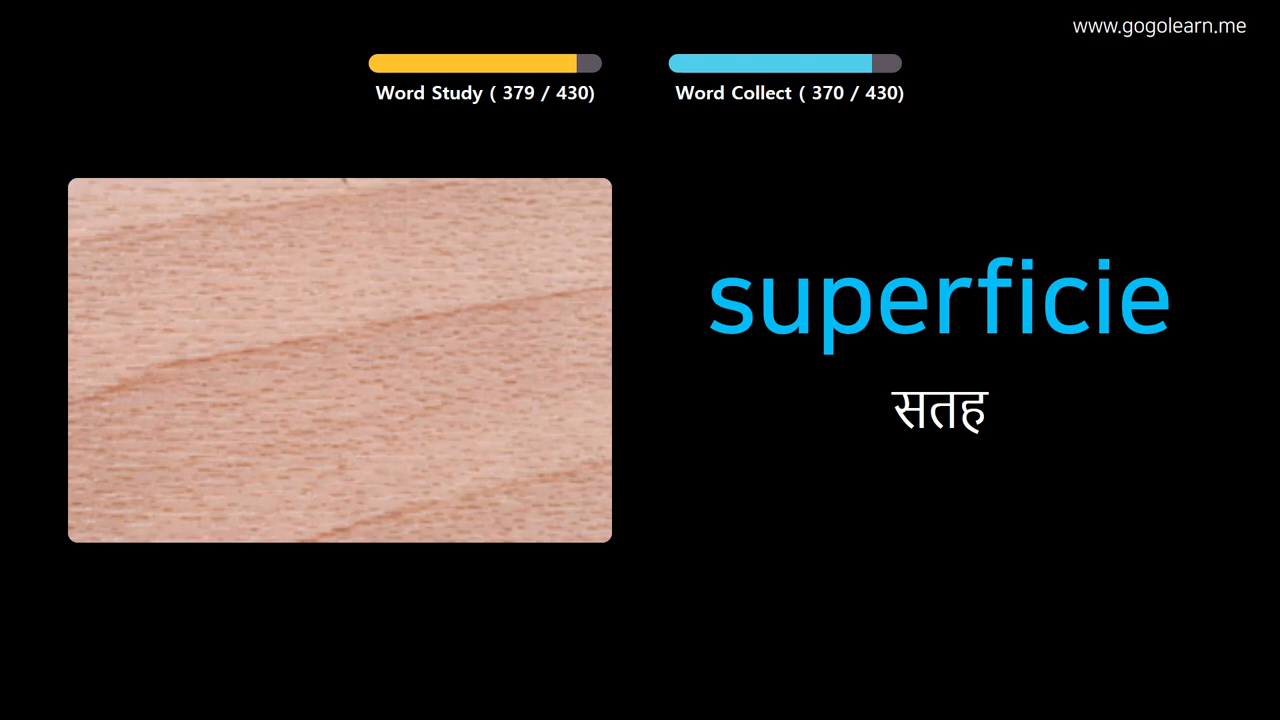 www.gogolearn.me
Word Study ( 379 / 430)
Word Collect ( 370 / 430)
superficie
सतह